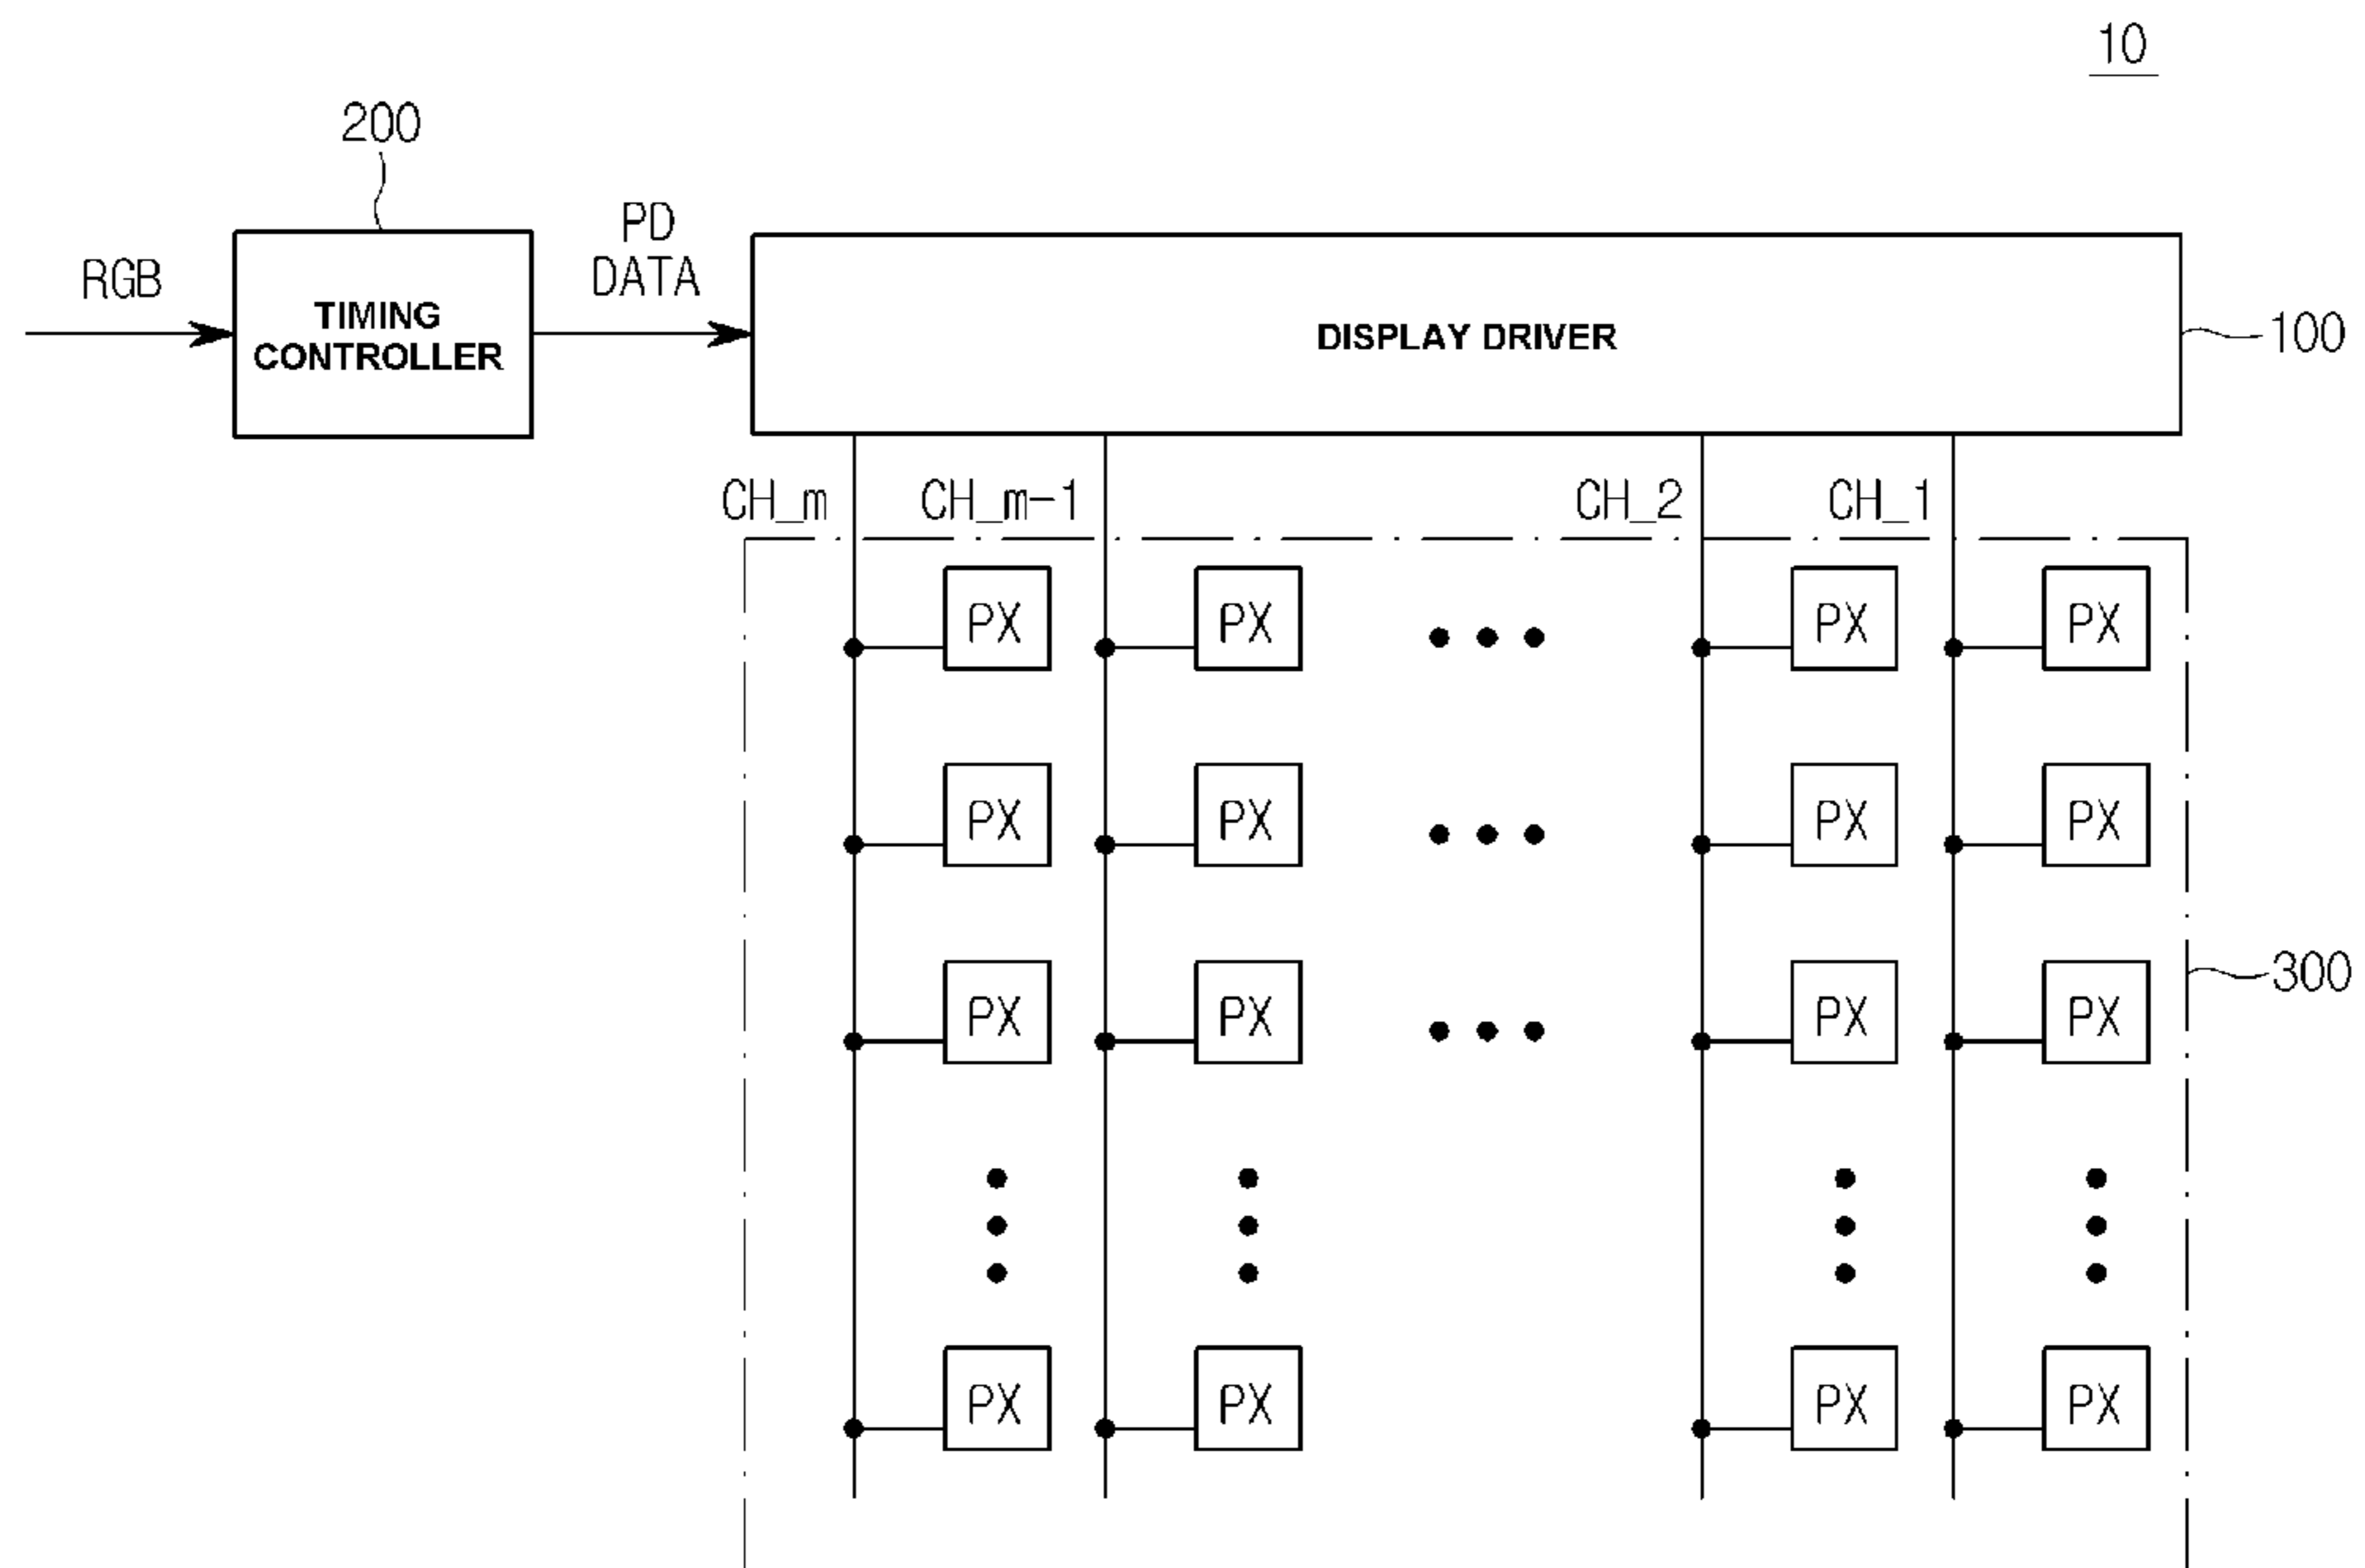 10
200
RGB
TIMING
CONTROLLER
PD
DATA
DISPLAY DRIVER
100
CH_m
CH_m-1
CH_2
CH_1
PX
PX
PX
PX
PX
PX
PX
PX
PX
PX
PX
PX
300
PX
PX
PX
PX